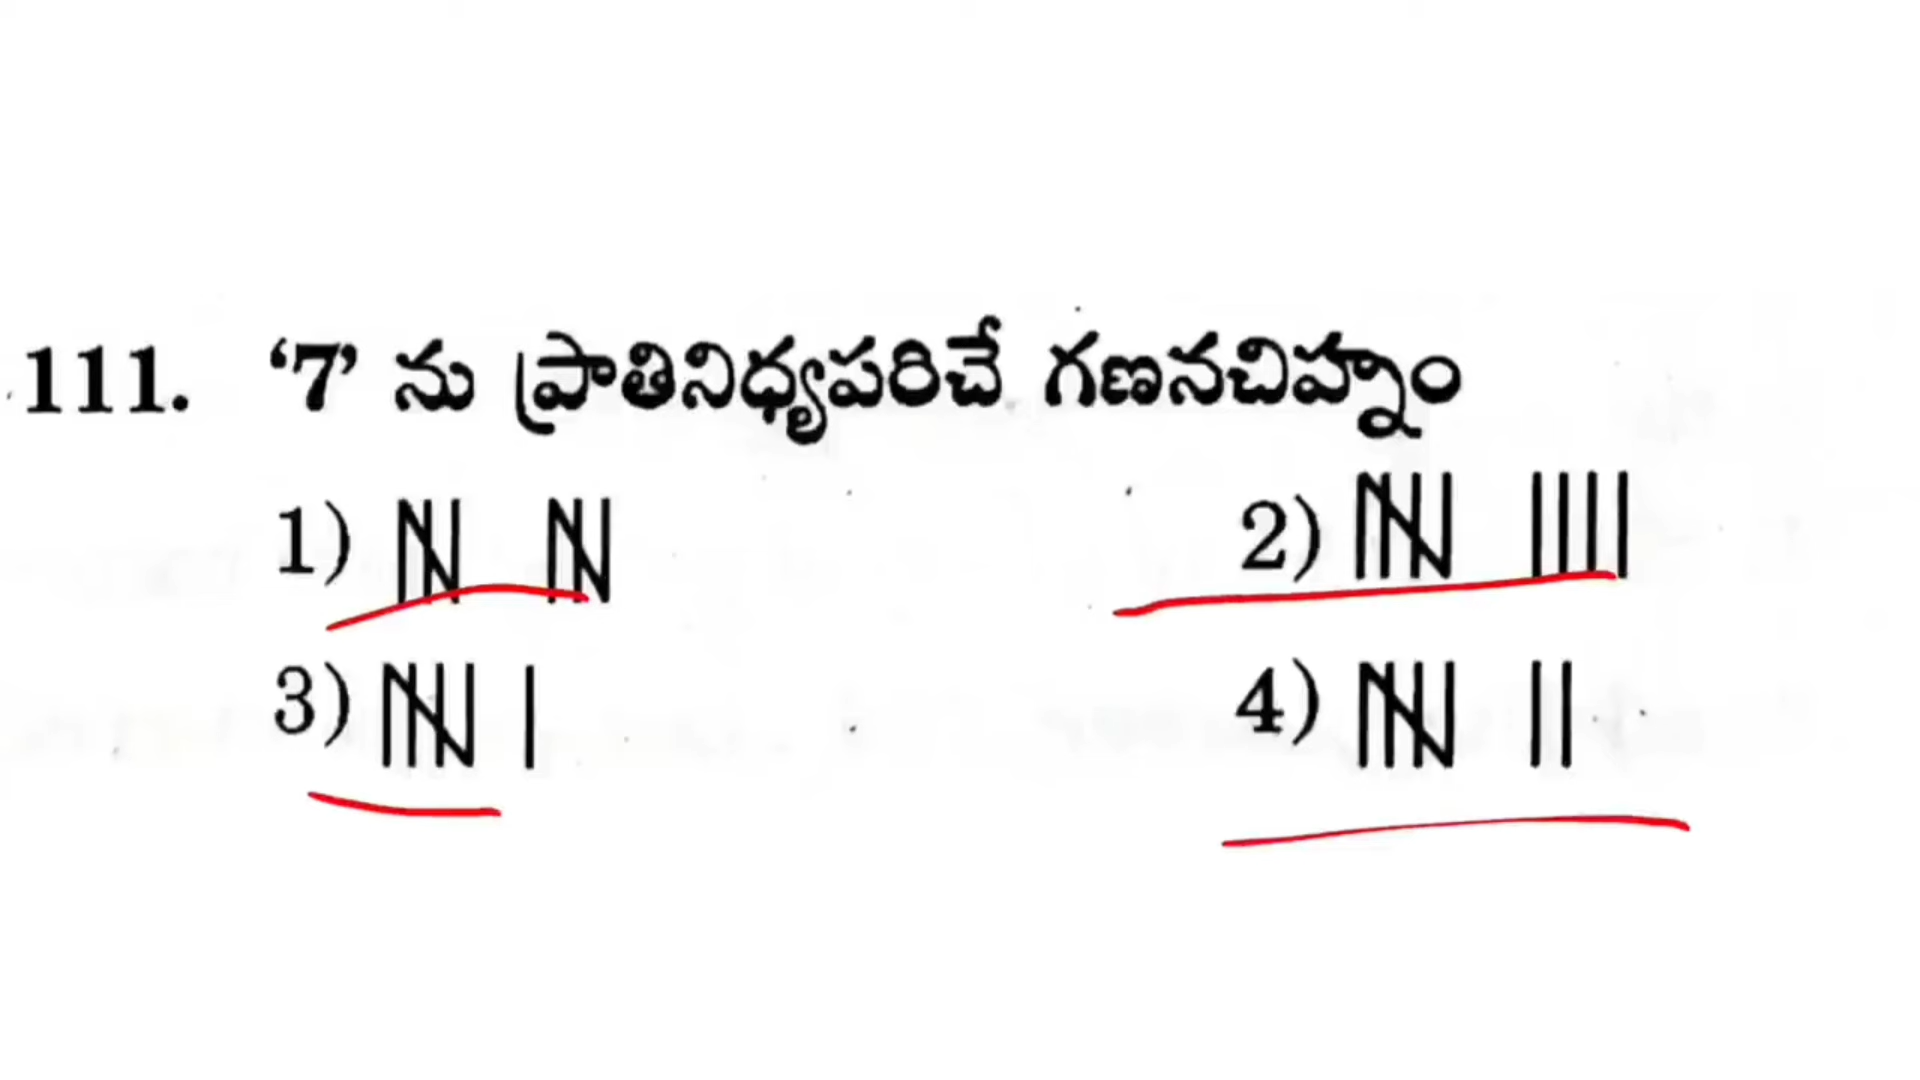 111. ‘7’ ను ప్రాతినిధ్యపరిచే గణనచిహ్నం
1)
2)
3)
4)